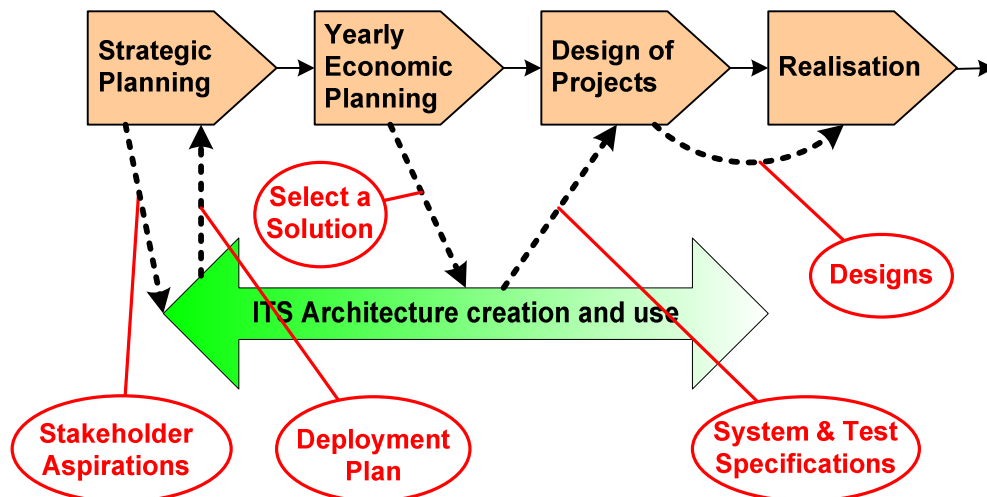 Strategic
Planning
Yearly
Economic
Planning
Design of
Projects
Realisation
Select a
Solution
Designs
ITS Architecture creation and use
Stakeholder
Aspirations
Deployment
Plan
System & Test
Specifications